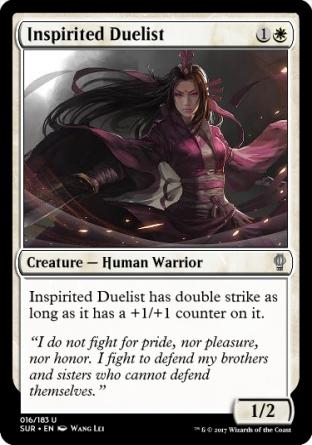 Inspirited Duelist 1
Creature — Human Warrior
Inspirited Duelist has double strike as
long as it has a +1/+1 counter on it.
“I do not fight for pride, nor pleasure,
nor honor. I fight to defend my brothers
and sisters who cannot defend
themselves.”
1/2
016/183 U
SUR • EN Wang Lei
™ & © 2017 Wizards of the Coast